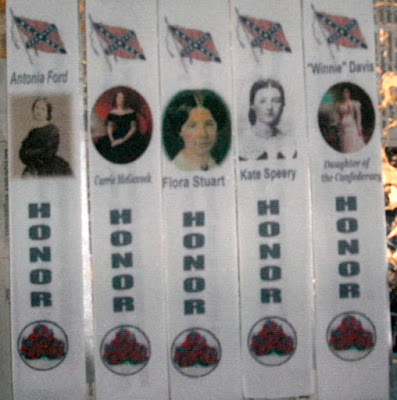 Antonia Ford
HONOR
Carrie McGavock
HONOR
Flora Stuart
HONOR
Kate Speery
HONOR
"Winnie" Davis
Daughter of
the Confederacy
HONOR